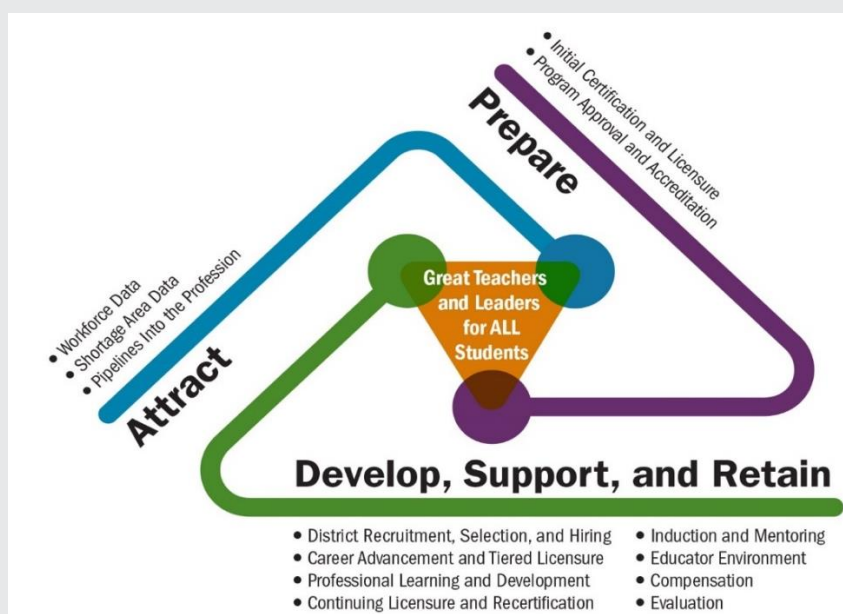 • Initial Certification and Licensure
• Program Approval and Accreditation
Prepare
• Workforce Data
• Shortage Area Data
• Pipelines Into the Profession
Attract
Great Teachers
and Leaders
for ALL
Students
Develop, Support, and Retain
• District Recruitment, Selection, and Hiring
• Career Advancement and Tiered Licensure
• Professional Learning and Development
• Continuing Licensure and Recertification
• Induction and Mentoring
• Educator Environment
• Compensation
• Evaluation